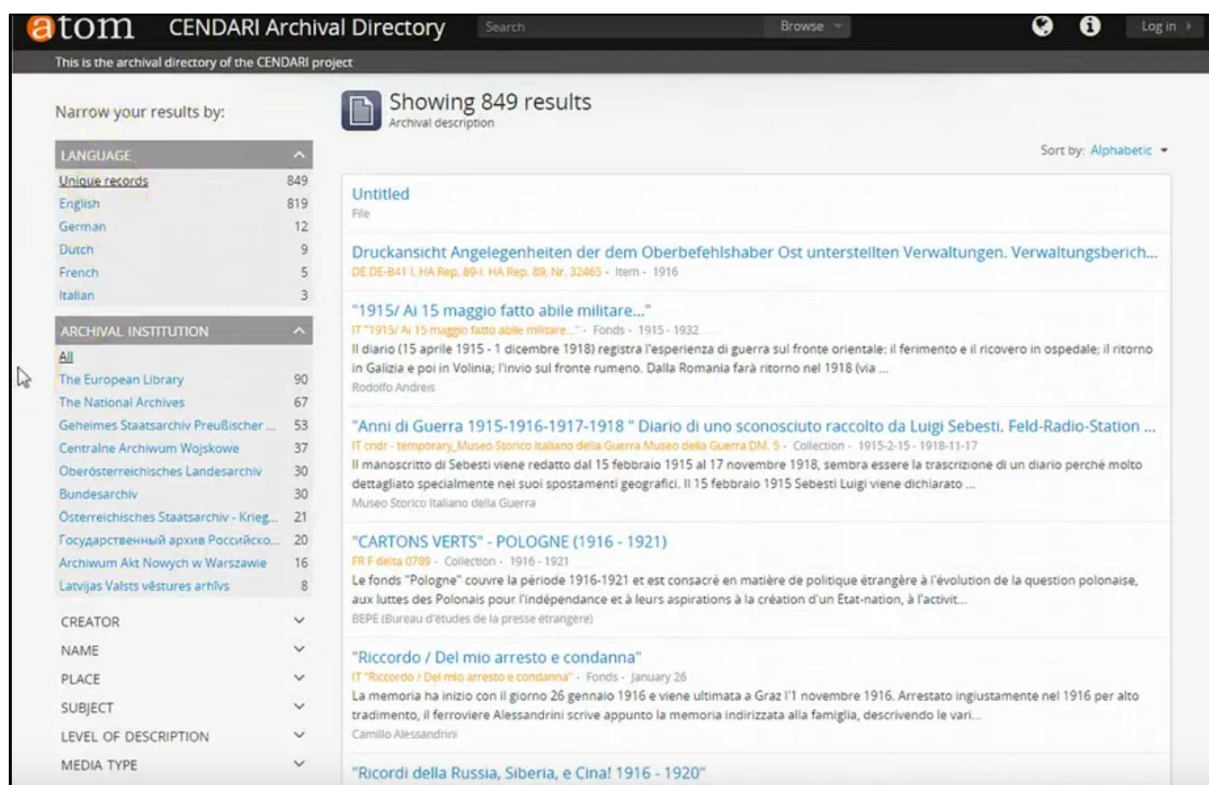 atom CENDARI Archival Directory Search Browse Log in
This is the archival directory of the CENDARI project
Narrow your results by:
LANGUAGE
Unique records 849
English 819
German 12
Dutch 9
French 5
Italian 3
ARCHIVAL INSTITUTION
All
The European Library 90
The National Archives 67
Geheimes Staatsarchiv Preußischer ... 53
Centralne Archiwum Wojskowe 37
Oberösterreichisches Landesarchiv 30
Bundesarchiv 30
Österreichisches Staatsarchiv - Krieg... 21
Государственный архив Российско... 20
Archiwum Akt Nowych w Warszawie 16
Latvijas Valsts vēstures arhīvs 8
CREATOR
NAME
PLACE
SUBJECT
LEVEL OF DESCRIPTION
MEDIA TYPE
Showing 849 results
Archival description
Sort by: Alphabetic
Untitled
File
Druckansicht Angelegenheiten der dem Oberbefehlshaber Ost unterstellten Verwaltungen. Verwaltungsberich...
DE DE-B41 I. HA Rep. 89-I. HA Rep. 89, Nr. 32465 - Item - 1916
"1915/ Ai 15 maggio fatto abile militare..."
IT "1915/ Ai 15 maggio fatto abile militare..." - Fonds - 1915 - 1932
Il diario (15 aprile 1915 - 1 dicembre 1918) registra l'esperienza di guerra sul fronte orientale: il ferimento e il ricovero in ospedale; il ritorno
in Galizia e poi in Volinia; l'invio sul fronte rumeno. Dalla Romania farà ritorno nel 1918 (via ...
Rodolfo Andreis
"Anni di Guerra 1915-1916-1917-1918 " Diario di uno sconosciuto raccolto da Luigi Sebesti. Feld-Radio-Station ...
IT cndr - temporary_Museo Storico Italiano della Guerra Museo della Guerra DM. 5 - Collection - 1915-2-15 - 1918-11-17
Il manoscritto di Sebesti viene redatto dal 15 febbraio 1915 al 17 novembre 1918, sembra essere la trascrizione di un diario perché molto
dettagliato specialmente nei suoi spostamenti geografici. Il 15 febbraio 1915 Sebesti Luigi viene dichiarato ...
Museo Storico Italiano della Guerra
"CARTONS VERTS" - POLOGNE (1916 - 1921)
FR F delta 0789 - Collection - 1916 - 1921
Le fonds "Pologne" couvre la période 1916-1921 et est consacré en matière de politique étrangère à l'évolution de la question polonaise,
aux luttes des Polonais pour l'indépendance et à leurs aspirations à la création d'un Etat-nation, à l'activit...
BEPE (Bureau d'études de la presse étrangère)
"Riccordo / Del mio arresto e condanna"
IT "Riccordo / Del mio arresto e condanna" - Fonds - January 26
La memoria ha inizio con il giorno 26 gennaio 1916 e viene ultimata a Graz l'1 novembre 1916. Arrestato ingiustamente nel 1916 per alto
tradimento, il ferroviere Alessandrini scrive appunto la memoria indirizzata alla famiglia, descrivendo le vari...
Camillo Alessandrini
"Ricordi della Russia, Siberia, e Cina! 1916 - 1920"